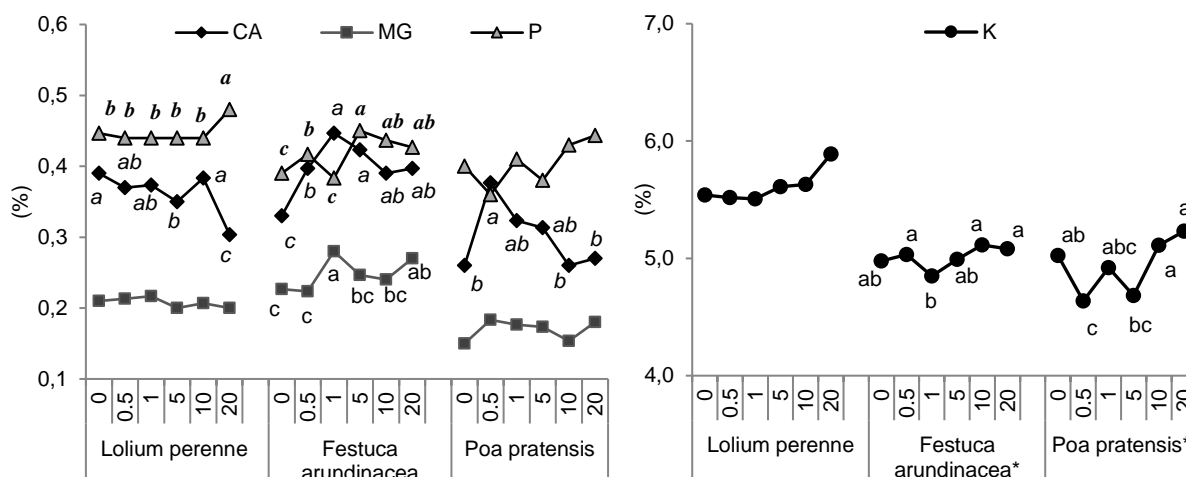 0,6 CA MG P
0,5
0,4
0,3
0,2
0,1
(%)
b b b b b a
ab
a ab b a c
c b c a ab ab
c b a a ab ab
c c a bc bc ab
b a ab ab b b
0 0.5 1 5 10 20 0 0.5 1 5 10 20 0 0.5 1 5 10 20
Lolium perenne Festuca arundinacea Poa pratensis
7,0 K
6,0
5,0
4,0
(%)
ab a b ab a a
ab c abc bc a a
0 0.5 1 5 10 20 0 0.5 1 5 10 20 0 0.5 1 5 10 20
Lolium perenne Festuca arundinacea* Poa pratensis*